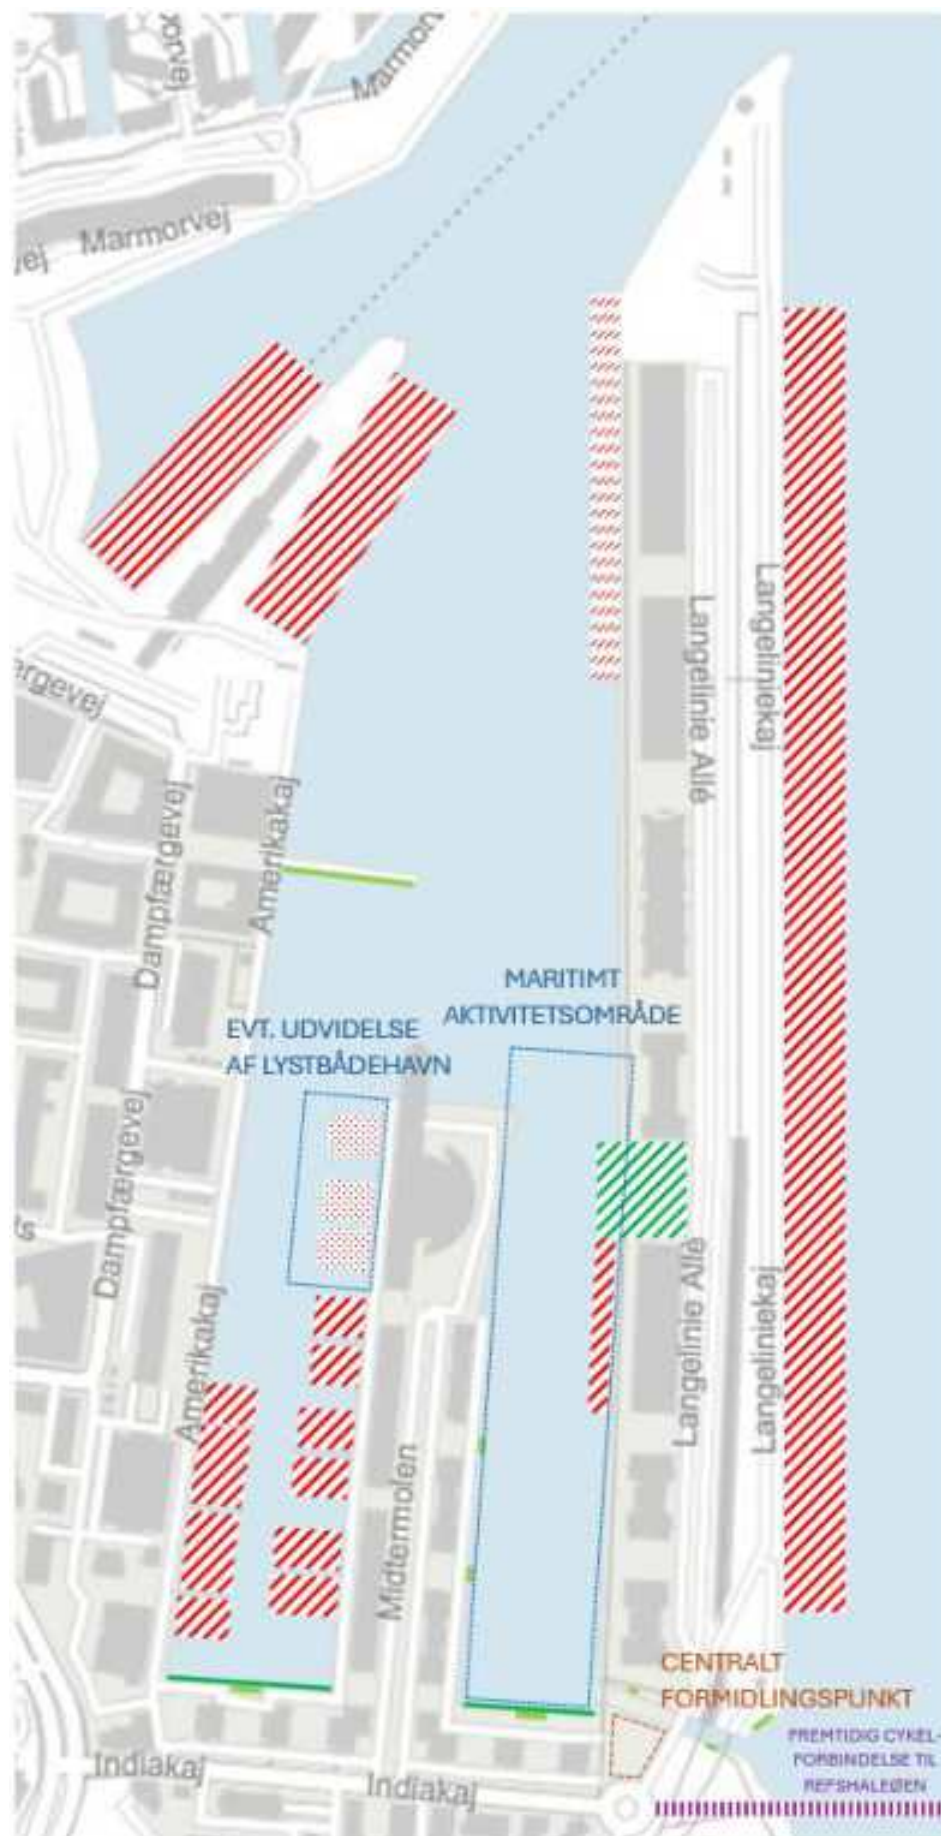 Marmorvej
Marmorvej
Langeliniekaj
Langelinie Allé
Dampfærgevej
Amerikakaj
MARITIMT
AKTIVITETSOMRÅDE
EVT. UDVIDELSE
AF LYSTBÅDEHAVN
Dampfærgevej
Amerikakaj
Langelinie Allé
Langeliniekaj
Midtermolen
CENTRALT
FORMIDLINGSPUNKT
FREMTIDIG CYKEL-
FORBINDELSE TIL
REFSHALEØEN
Indiakaj
Indiakaj